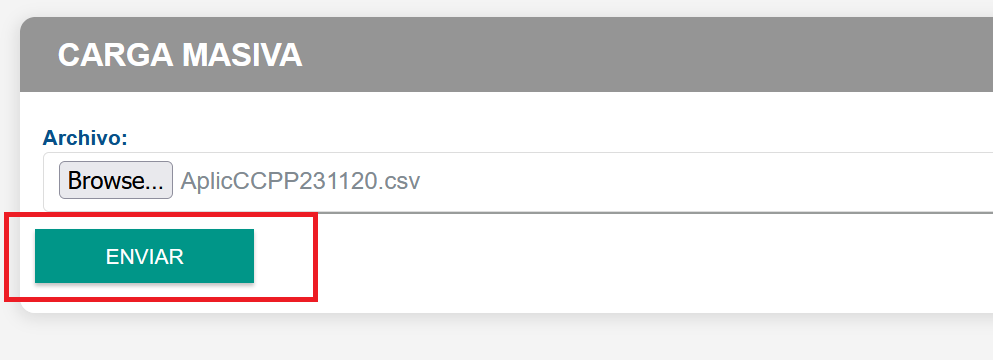 CARGA MASIVA
Archivo:
Browse... AplicCCPP231120.csv
ENVIAR